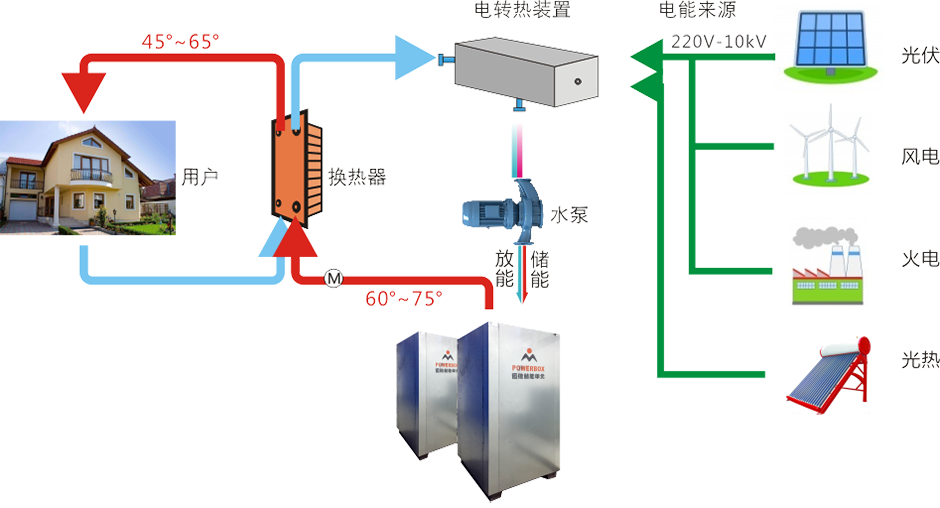 电转热装置
电能来源
45°~65°
220V-10kV
光伏
用户
换热器
风电
水泵
放能
储能
火电
M
60°~75°
光热
POWERBOX
POWERBOX